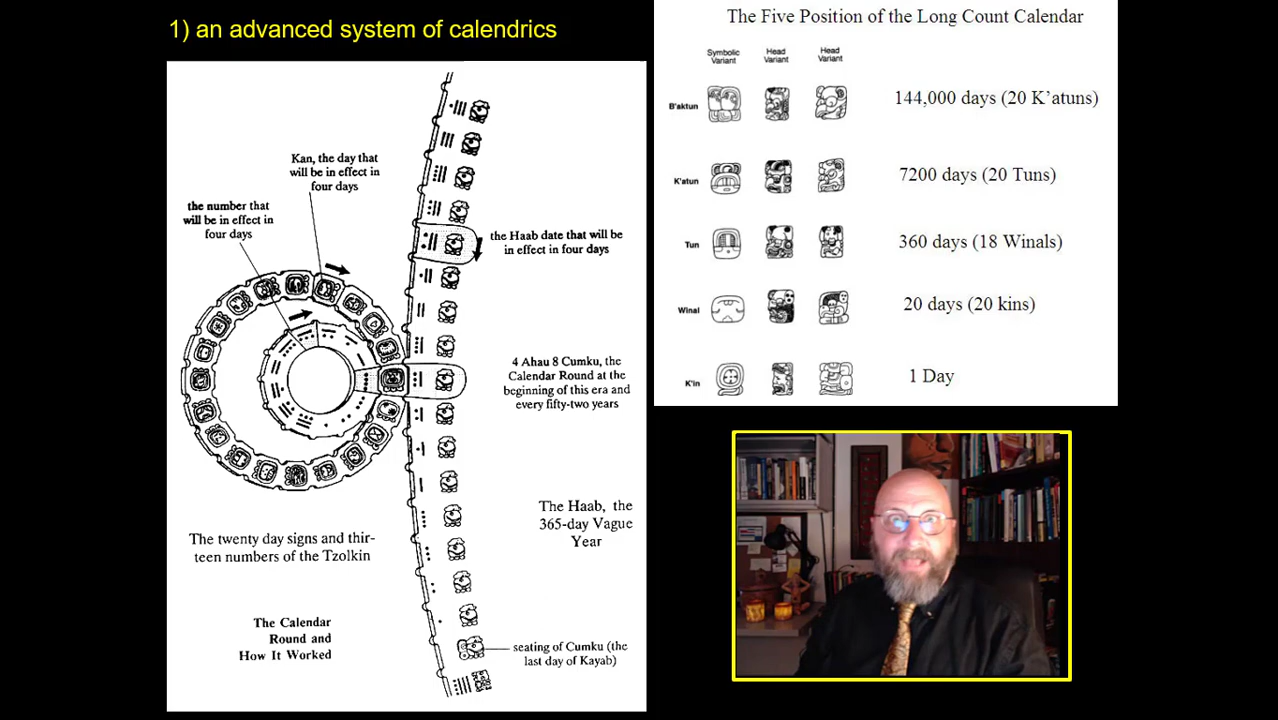 1) an advanced system of calendrics
Kan, the day that
will be in effect in
four days
the number that
will be in effect in
four days
the Haab date that will be
in effect in four days
4 Ahau 8 Cumku, the
Calendar Round at the
beginning of this era and
every fifty-two years
The Haab, the
365-day Vague
Year
The twenty day signs and thir-
teen numbers of the Tzolkin
The Calendar
Round and
How It Worked
seating of Cumku (the
last day of Kayab)
The Five Position of the Long Count Calendar
Symbolic Variant Head Variant Head Variant
B'aktun 144,000 days (20 K’atuns)
K'atun 7200 days (20 Tuns)
Tun 360 days (18 Winals)
Winal 20 days (20 kins)
K'in 1 Day